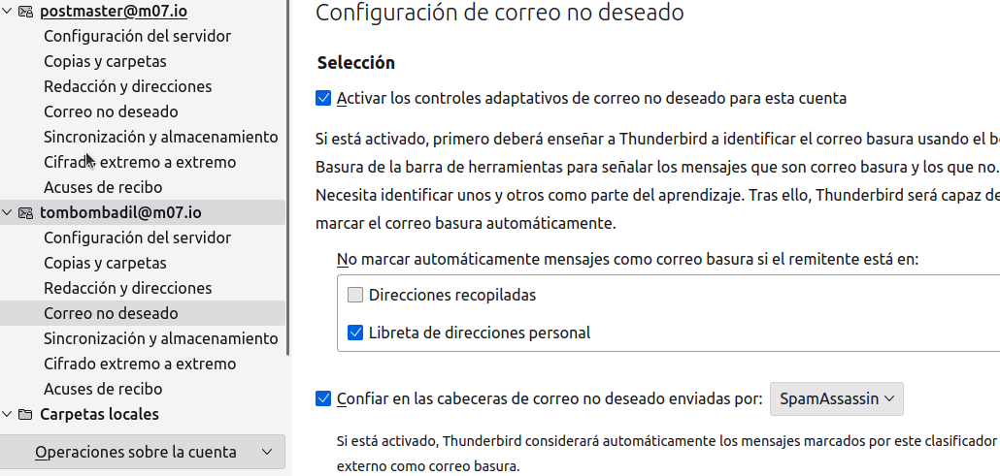 postmaster@m07.io
Configuración del servidor
Copias y carpetas
Redacción y direcciones
Correo no deseado
Sincronización y almacenamiento
Cifrado extremo a extremo
Acuses de recibo
tombombadil@m07.io
Configuración del servidor
Copias y carpetas
Redacción y direcciones
Correo no deseado
Sincronización y almacenamiento
Cifrado extremo a extremo
Acuses de recibo
Carpetas locales
Operaciones sobre la cuenta
Configuración de correo no deseado
Selección
Activar los controles adaptativos de correo no deseado para esta cuenta
Si está activado, primero deberá enseñar a Thunderbird a identificar el correo basura usando el
Basura de la barra de herramientas para señalar los mensajes que son correo basura y los que no.
Necesita identificar unos y otros como parte del aprendizaje. Tras ello, Thunderbird será capaz de
marcar el correo basura automáticamente.
No marcar automáticamente mensajes como correo basura si el remitente está en:
Direcciones recopiladas
Libreta de direcciones personal
Confiar en las cabeceras de correo no deseado enviadas por: SpamAssassin
Si está activado, Thunderbird considerará automáticamente los mensajes marcados por este clasificador
externo como correo basura.